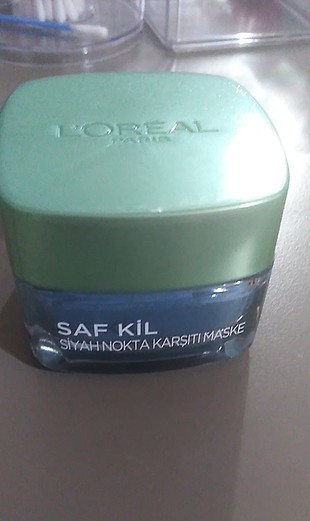 L'ORÉAL
PARIS
SAF KİL
SİYAH NOKTA KARŞITI MASKE